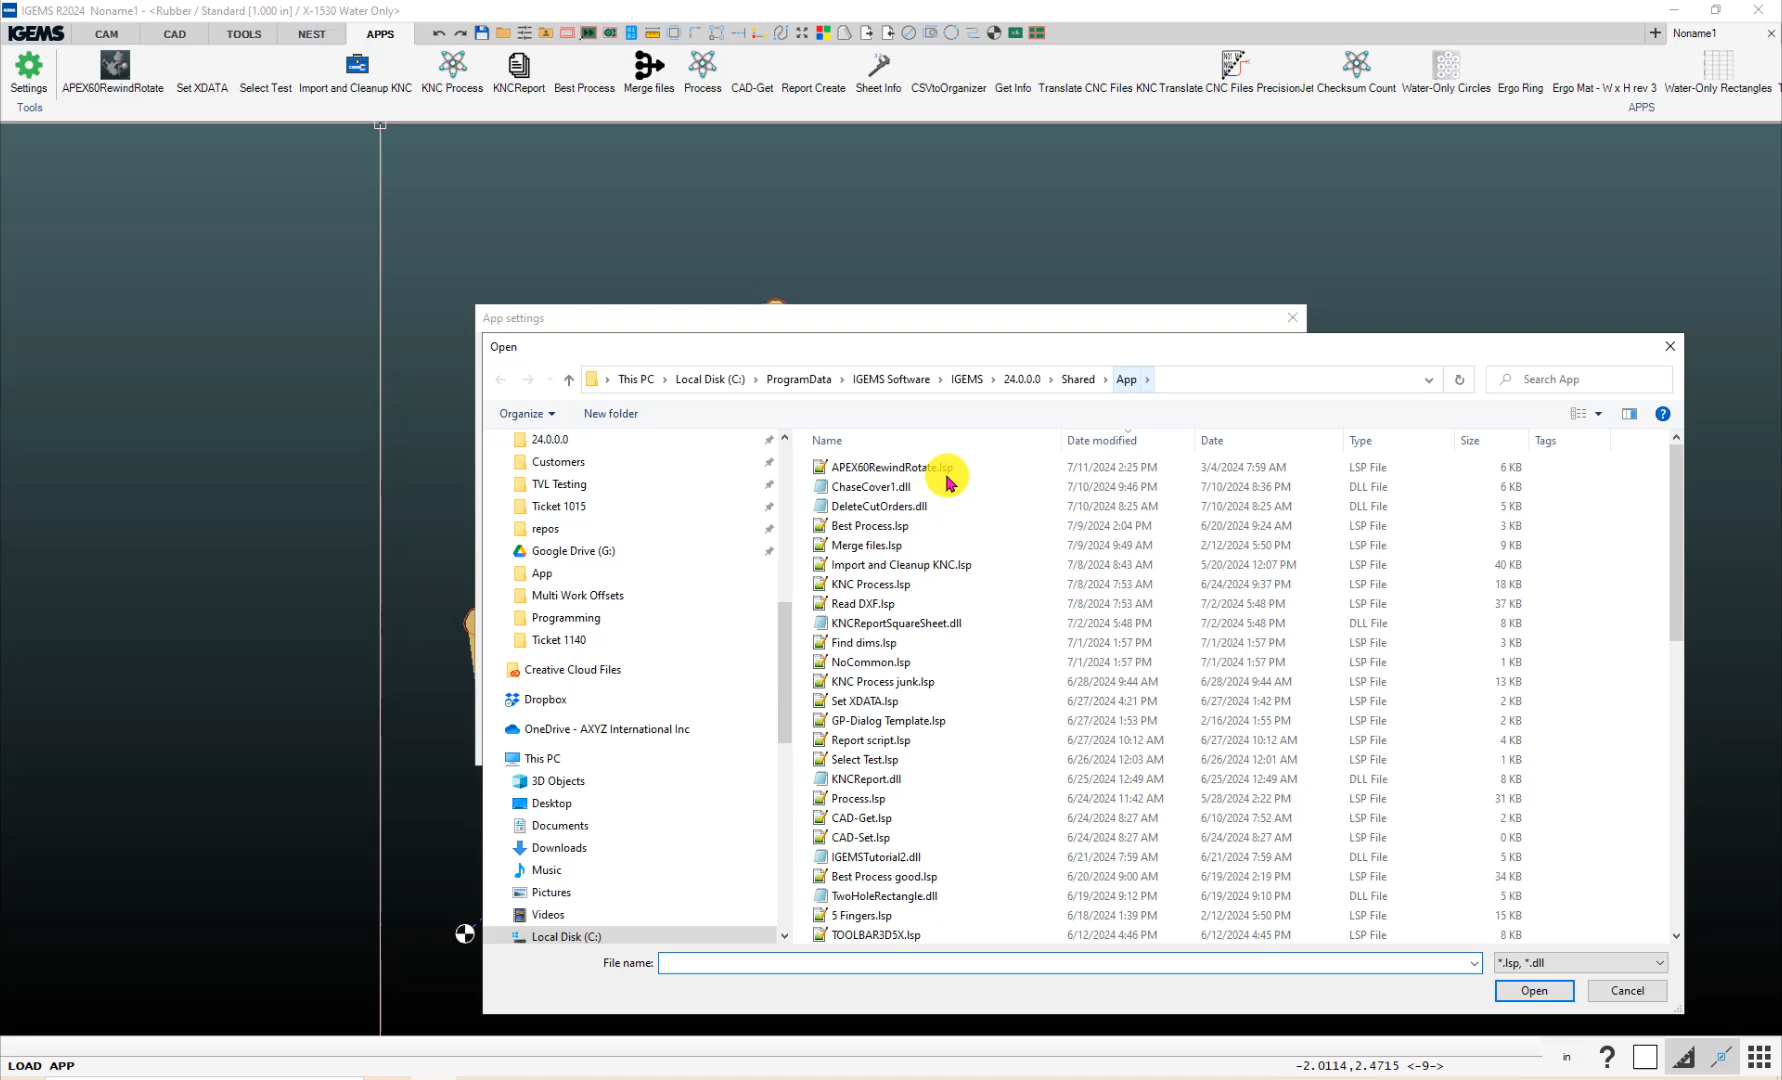 IGEMS R2024 Noname1 - <Rubber / Standard [1.000 in] / X-1530 Water Only>
IGEMS CAM CAD TOOLS NEST APPS Noname1
Settings APEX60RewindRotate Set XDATA Select Test Import and Cleanup KNC KNC Process KNCReport Best Process Merge files Process CAD-Get Report Create Sheet Info CSVtoOrganizer Get Info Translate CNC Files KNC Translate CNC Files PrecisionJet Checksum Count Water-Only Circles Ergo Ring Ergo Mat - W x H rev 3 Water-Only Rectangles
Tools APPS
App settings
Open
This PC > Local Disk (C:) > ProgramData > IGEMS Software > IGEMS > 24.0.0.0 > Shared > App >
Search App
Organize New folder
Name Date modified Date Type Size Tags
24.0.0.0
Customers
TVL Testing
Ticket 1015
repos
Google Drive (G:)
App
Multi Work Offsets
Programming
Ticket 1140
Creative Cloud Files
Dropbox
OneDrive - AXYZ International Inc
This PC
3D Objects
Desktop
Documents
Downloads
Music
Pictures
Videos
Local Disk (C:)
APEX60RewindRotate.lsp 7/11/2024 2:25 PM 3/4/2024 7:59 AM LSP File 6 KB
ChaseCover1.dll 7/10/2024 9:46 PM 7/10/2024 8:36 PM DLL File 6 KB
DeleteCutOrders.dll 7/10/2024 8:25 AM 7/10/2024 8:25 AM DLL File 5 KB
Best Process.lsp 7/9/2024 2:04 PM 6/20/2024 9:24 AM LSP File 3 KB
Merge files.lsp 7/9/2024 9:49 AM 2/12/2024 5:50 PM LSP File 9 KB
Import and Cleanup KNC.lsp 7/8/2024 8:43 AM 5/20/2024 12:07 PM LSP File 40 KB
KNC Process.lsp 7/8/2024 7:53 AM 6/24/2024 9:37 PM LSP File 18 KB
Read DXF.lsp 7/8/2024 7:53 AM 7/2/2024 5:48 PM LSP File 37 KB
KNCReportSquareSheet.dll 7/2/2024 5:48 PM 7/2/2024 5:48 PM DLL File 8 KB
Find dims.lsp 7/1/2024 1:57 PM 7/1/2024 1:57 PM LSP File 3 KB
NoCommon.lsp 7/1/2024 1:57 PM 7/1/2024 1:57 PM LSP File 1 KB
KNC Process junk.lsp 6/28/2024 9:44 AM 6/28/2024 9:44 AM LSP File 13 KB
Set XDATA.lsp 6/27/2024 4:21 PM 6/27/2024 1:42 PM LSP File 2 KB
GP-Dialog Template.lsp 6/27/2024 1:53 PM 2/16/2024 1:55 PM LSP File 2 KB
Report script.lsp 6/27/2024 10:12 AM 6/27/2024 10:12 AM LSP File 4 KB
Select Test.lsp 6/26/2024 12:03 AM 6/26/2024 12:01 AM LSP File 1 KB
KNCReport.dll 6/25/2024 12:49 AM 6/25/2024 12:49 AM DLL File 8 KB
Process.lsp 6/24/2024 11:42 AM 5/28/2024 2:22 PM LSP File 31 KB
CAD-Get.lsp 6/24/2024 8:27 AM 6/10/2024 7:52 AM LSP File 2 KB
CAD-Set.lsp 6/24/2024 8:27 AM 6/24/2024 8:27 AM LSP File 0 KB
IGEMSTutorial2.dll 6/21/2024 7:59 AM 6/21/2024 7:59 AM DLL File 5 KB
Best Process good.lsp 6/20/2024 9:00 AM 6/19/2024 2:19 PM LSP File 34 KB
TwoHoleRectangle.dll 6/19/2024 9:12 PM 6/19/2024 9:10 PM DLL File 5 KB
5 Fingers.lsp 6/18/2024 1:39 PM 2/12/2024 5:50 PM LSP File 15 KB
TOOLBAR3D5X.lsp 6/12/2024 4:46 PM 6/12/2024 4:45 PM LSP File 8 KB
File name: *.lsp, *.dll
Open Cancel
LOAD APP -2.0114,2.4715 <-9-> in